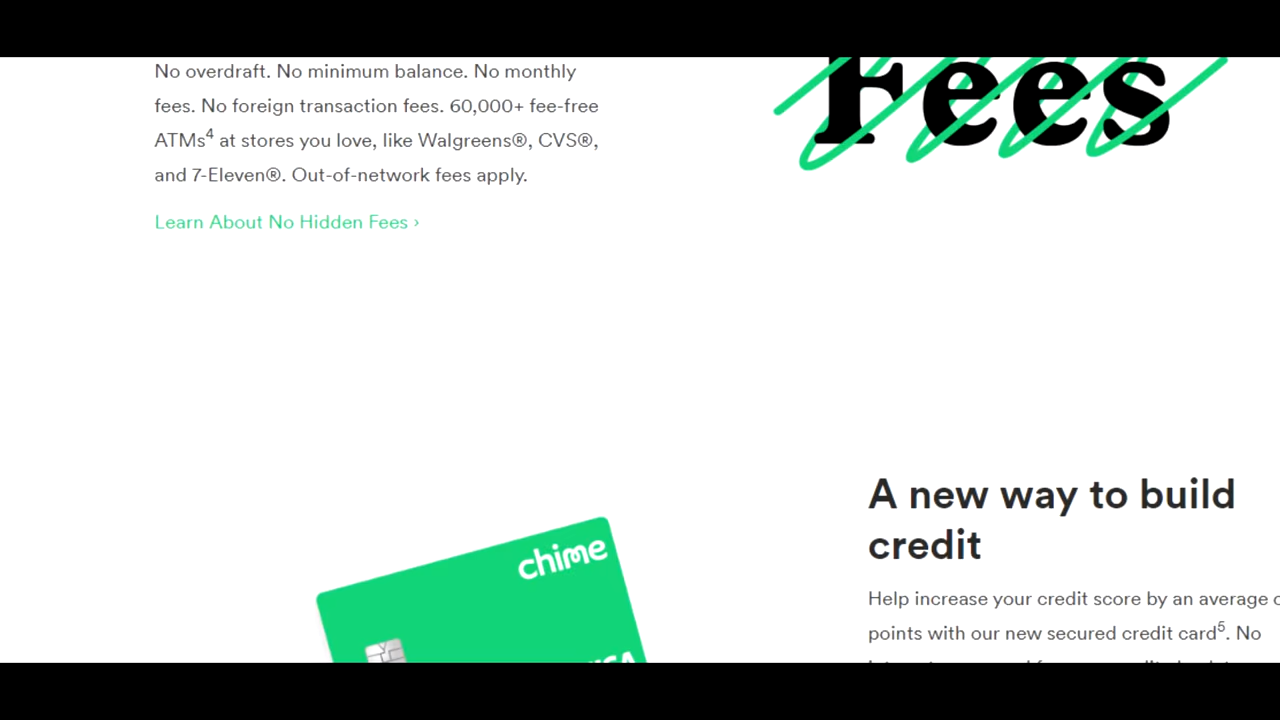 No overdraft. No minimum balance. No monthly
fees. No foreign transaction fees. 60,000+ fee-free
ATMs⁴ at stores you love, like Walgreens®, CVS®,
and 7-Eleven®. Out-of-network fees apply.
Learn About No Hidden Fees ›
Fees
chime
VISA
A new way to build
credit
Help increase your credit score by an average
points with our new secured credit card⁵. No